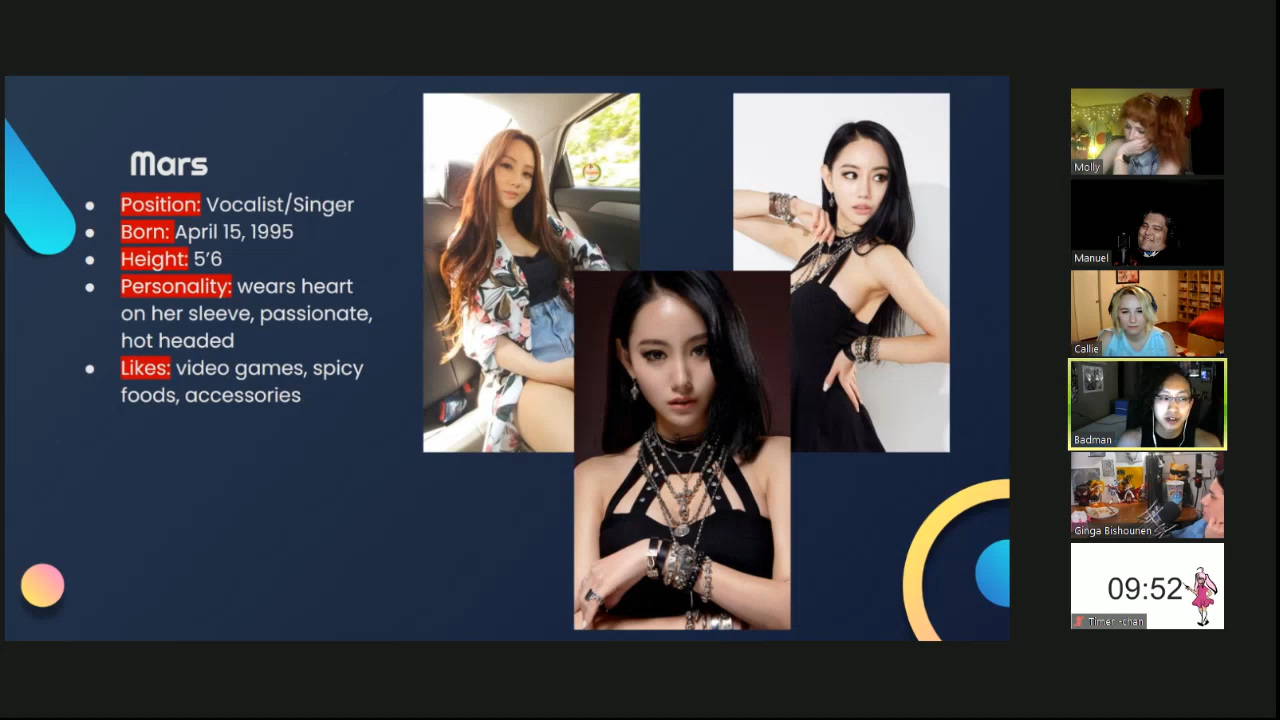 Mars
Position: Vocalist/Singer
Born: April 15, 1995
Height: 5’6
Personality: wears heart
on her sleeve, passionate,
hot headed
Likes: video games, spicy
foods, accessories
Molly
Manuel
Callie
Badman
Ginga Bishounen
09:52
Timer -chan